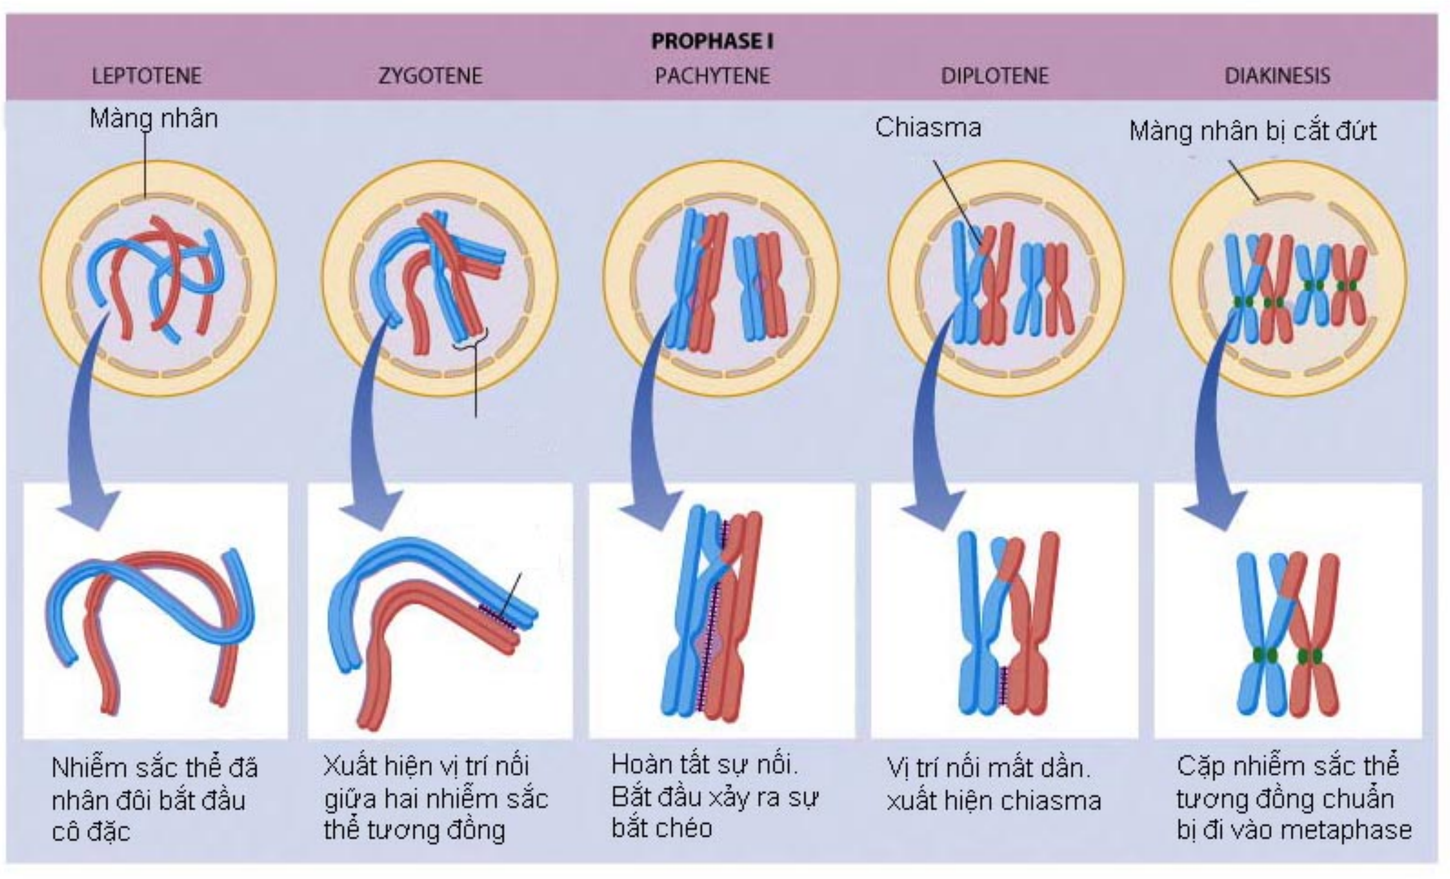 PROPHASE I
LEPTOTENE
ZYGOTENE
PACHYTENE
DIPLOTENE
DIAKINESIS
Màng nhân
Chiasma
Màng nhân bị cắt đứt
Nhiễm sắc thể đã
nhân đôi bắt đầu
cô đặc
Xuất hiện vị trí nối
giữa hai nhiễm sắc
thể tương đồng
Hoàn tất sự nối.
Bắt đầu xảy ra sự
bắt chéo
Vị trí nối mất dần.
xuất hiện chiasma
Cặp nhiễm sắc thể
tương đồng chuẩn
bị đi vào metaphase